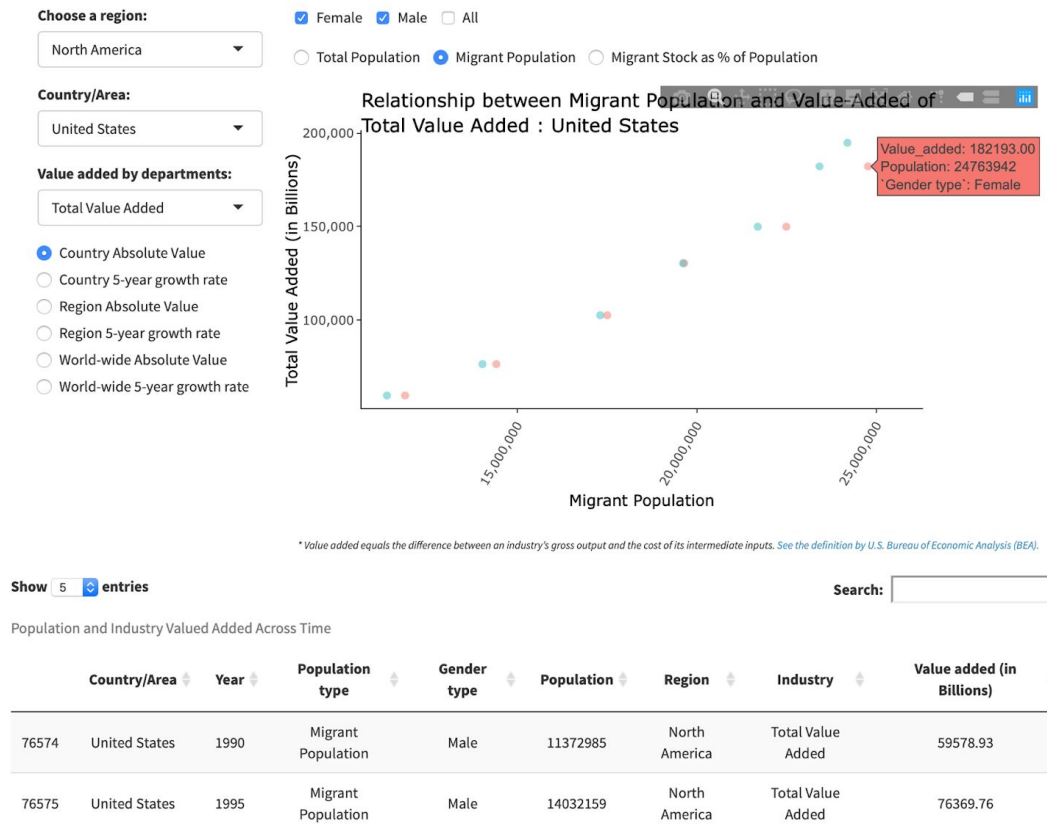 Choose a region:
North America
Country/Area:
United States
Value added by departments:
Total Value Added
Country Absolute Value
Country 5-year growth rate
Region Absolute Value
Region 5-year growth rate
World-wide Absolute Value
World-wide 5-year growth rate
Female Male All
Total Population Migrant Population Migrant Stock as % of Population
Relationship between Migrant Population and Value-Added of
Total Value Added : United States
Total Value Added (in Billions)
200,000
150,000
100,000
Value_added: 182193.00
Population: 24763942
`Gender type`: Female
15,000,000
20,000,000
25,000,000
Migrant Population
* Value added equals the difference between an industry's gross output and the cost of its intermediate inputs. See the definition by U.S. Bureau of Economic Analysis (BEA).
Show 5 entries
Search:
Population and Industry Valued Added Across Time
Country/Area Year Population type Gender type Population Region Industry Value added (in Billions)
76574 United States 1990 Migrant Population Male 11372985 North America Total Value Added 59578.93
76575 United States 1995 Migrant Population Male 14032159 North America Total Value Added 76369.76